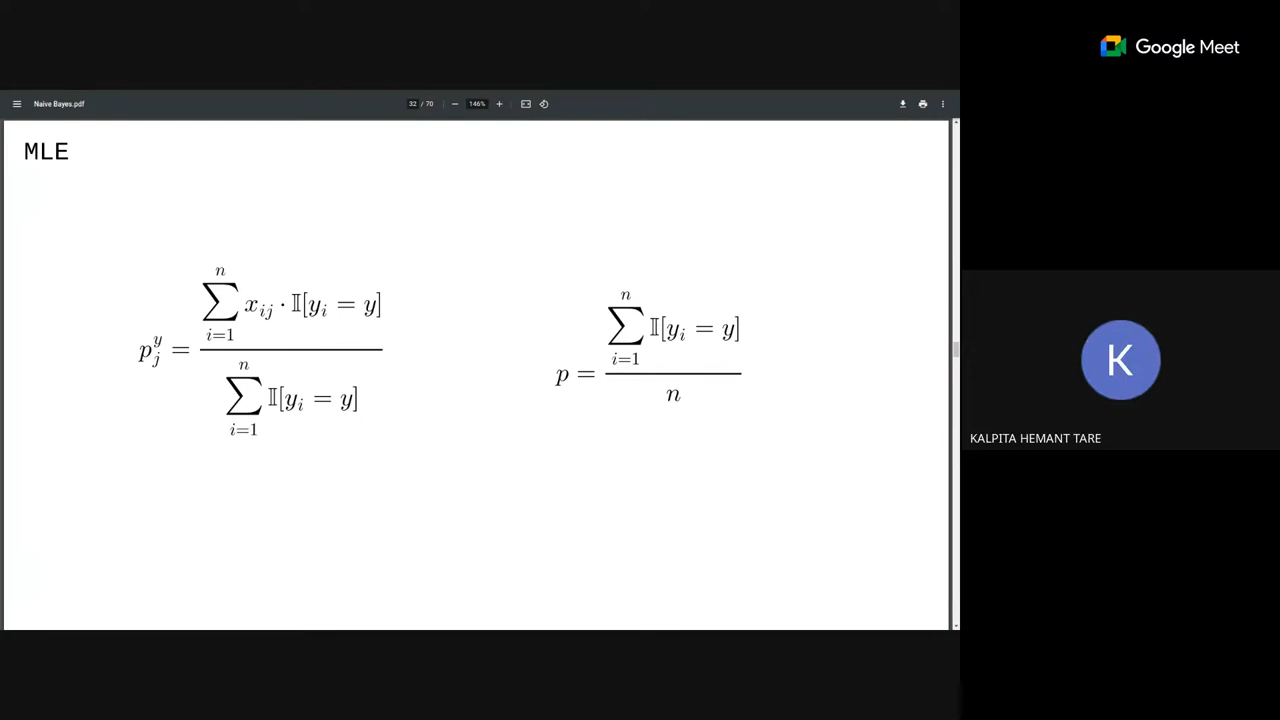 Google Meet
Naive Bayes.pdf
32 / 70
146%
MLE
p_j^y = \frac{\sum_{i=1}^{n} x_{ij} \cdot \mathbb{I}[y_i = y]}{\sum_{i=1}^{n} \mathbb{I}[y_i = y]}
p = \frac{\sum_{i=1}^{n} \mathbb{I}[y_i = y]}{n}
K
KALPITA HEMANT TARE